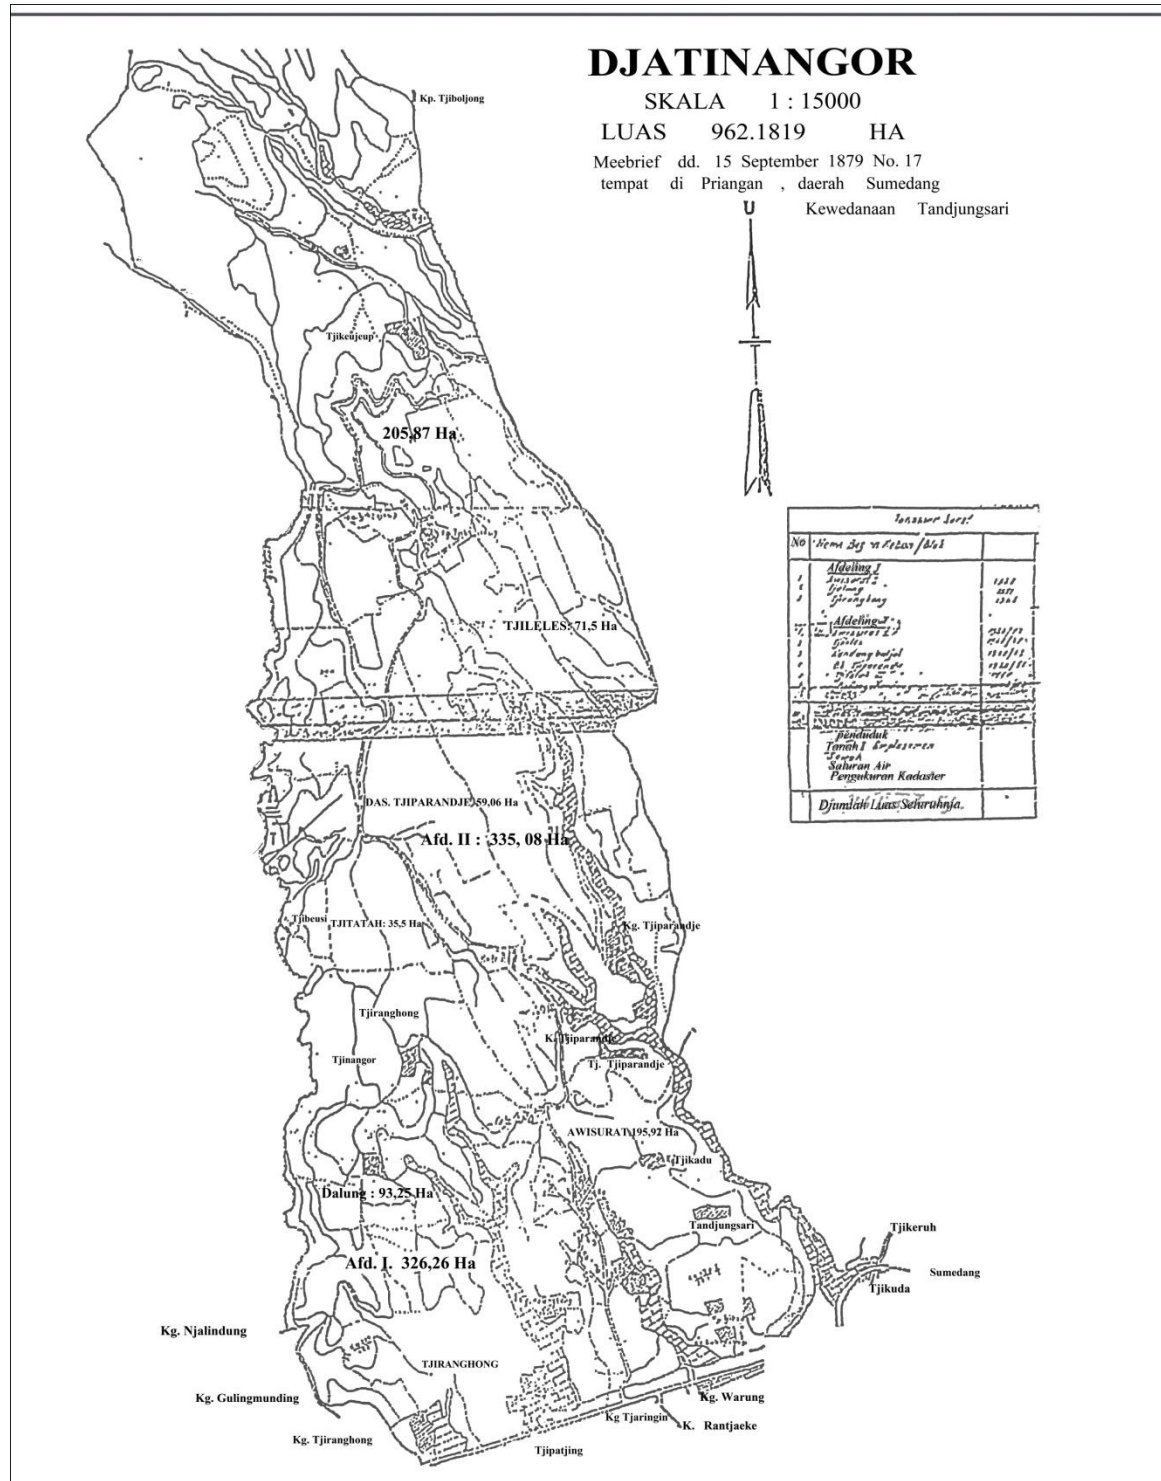 DJATINANGOR
SKALA 1 : 15000
LUAS 962.1819 HA
Meebrief dd. 15 September 1879 No. 17
tempat di Priangan , daerah Sumedang
U Kewedanaan Tandjungsari
Kp. Tjiboljong
Tjikeujeup
205,87 Ha
No
Afdeling I
Afdeling
TJILELES: 71,5 Ha
penduduk
Tanah I Emplasemen
Sawah
Saluran Air
Pengukuran Kadaster
Djumlah Luas Seluruhnja
DAS. TJIPARANDJE: 59,06 Ha
Afd. II : 335, 08 Ha
Tjibeusi
TJITATAH: 35,5 Ha
Kg. Tjiparandje
Tjiranghong
K. Tjiparandje
Tjinangor
Tj. Tjiparandje
AWISURAT 195,92 Ha
Tjikadu
Dalung : 93,25 Ha
Tandjungsari
Tjikeruh
Afd. I. 326,26 Ha
Sumedang
Tjikuda
Kg. Njalindung
TJIRANGHONG
Kg. Gulingmunding
Kg. Warung
Kg Tjaringin
K. Rantjaeke
Kg. Tjiranghong
Tjipatjing